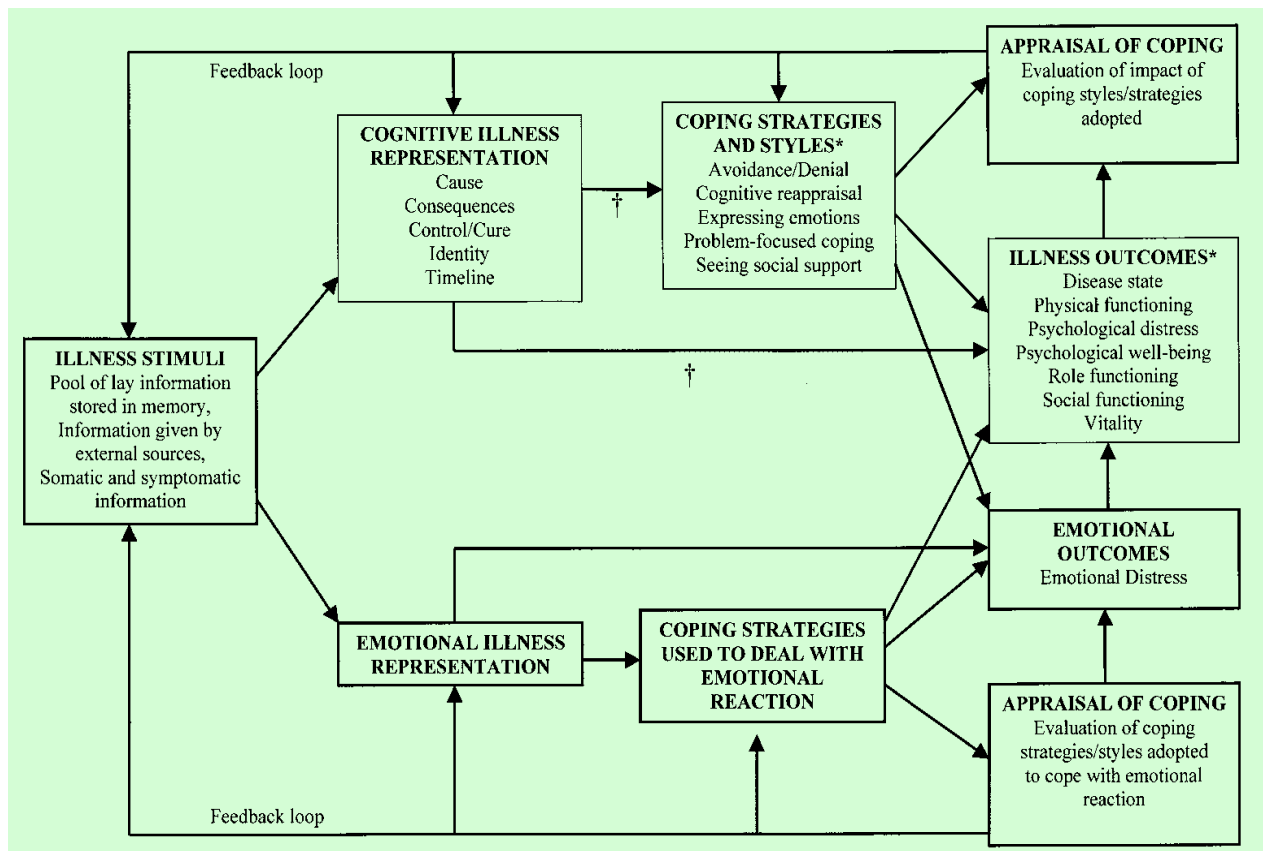 Feedback loop
APPRAISAL OF COPING
Evaluation of impact of
coping styles/strategies
adopted
COGNITIVE ILLNESS
REPRESENTATION
Cause
Consequences
Control/Cure
Identity
Timeline
†
COPING STRATEGIES
AND STYLES*
Avoidance/Denial
Cognitive reappraisal
Expressing emotions
Problem-focused coping
Seeing social support
ILLNESS OUTCOMES*
Disease state
Physical functioning
Psychological distress
Psychological well-being
Role functioning
Social functioning
Vitality
†
ILLNESS STIMULI
Pool of lay information
stored in memory,
Information given by
external sources,
Somatic and symptomatic
information
EMOTIONAL
OUTCOMES
Emotional Distress
EMOTIONAL ILLNESS
REPRESENTATION
COPING STRATEGIES
USED TO DEAL WITH
EMOTIONAL
REACTION
APPRAISAL OF COPING
Evaluation of coping
strategies/styles adopted
to cope with emotional
reaction
Feedback loop